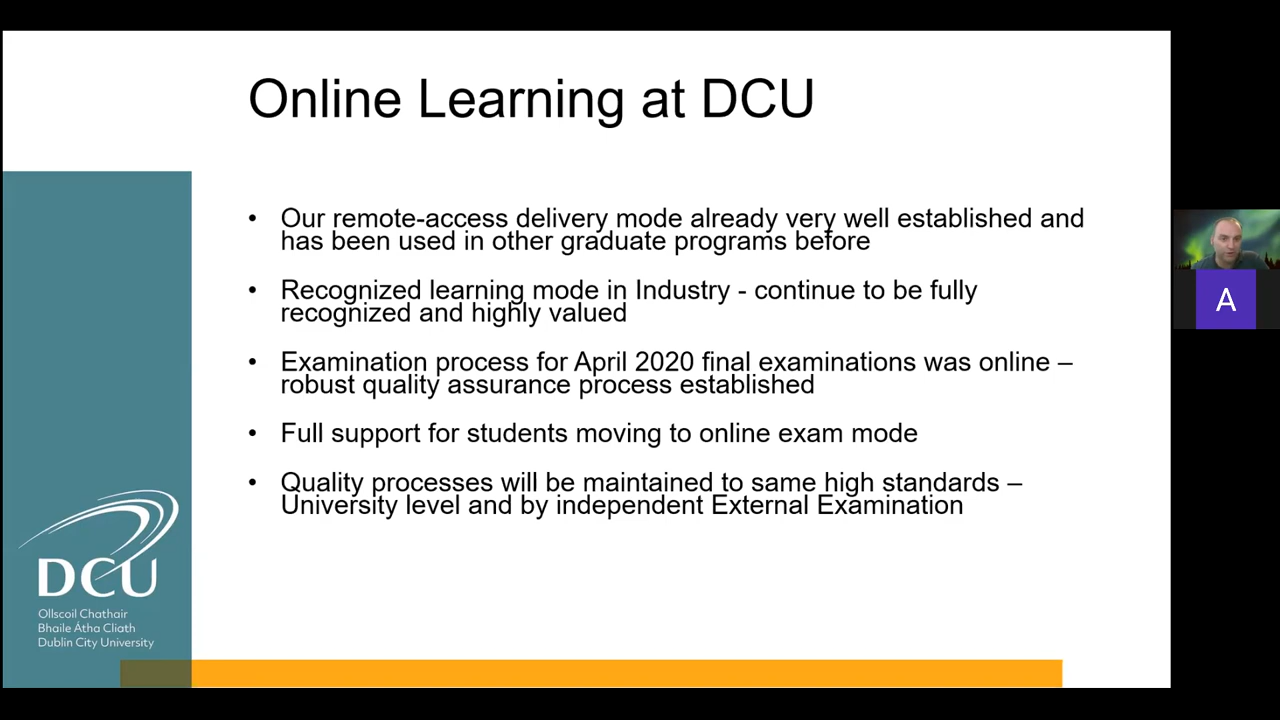 Online Learning at DCU
• Our remote-access delivery mode already very well established and
has been used in other graduate programs before
• Recognized learning mode in Industry - continue to be fully
recognized and highly valued
• Examination process for April 2020 final examinations was online –
robust quality assurance process established
• Full support for students moving to online exam mode
• Quality processes will be maintained to same high standards –
University level and by independent External Examination
DCU
Ollscoil Chathair
Bhaile Átha Cliath
Dublin City University
A